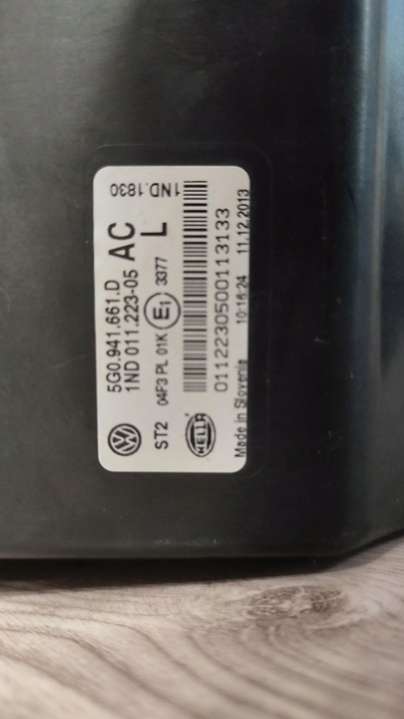 5G0.941.661.D
1ND 011.223-05
AC
ST2
04F3 PL 01K
E1
3377
L
HELLA
01122305001131 33
Made in Slovenia
10:16:24
11.12.2013
1ND.1830